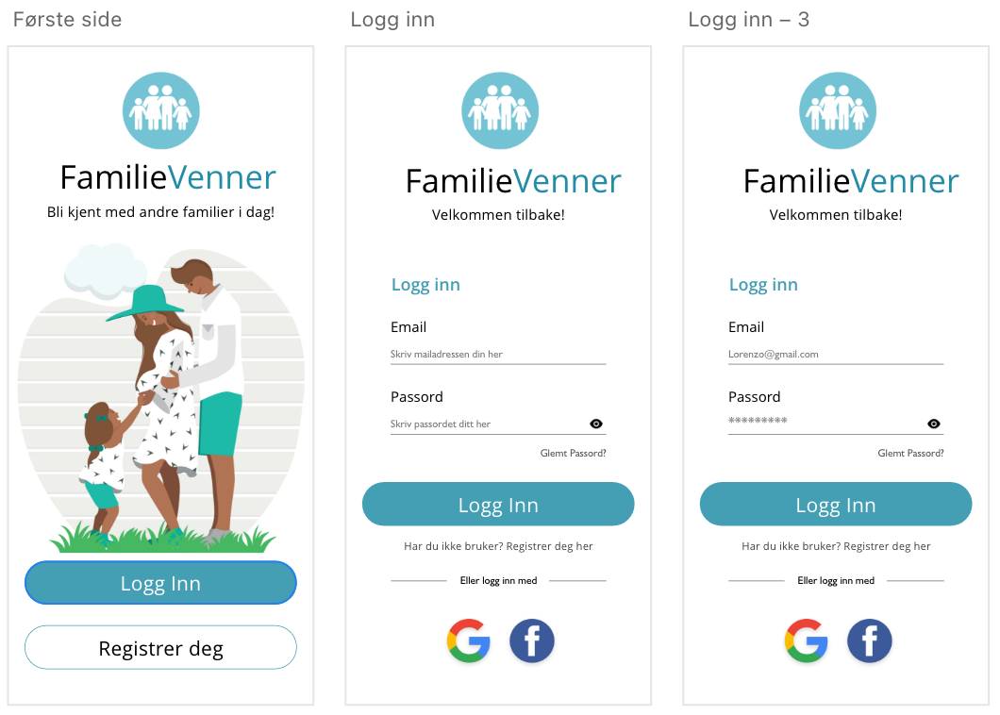 Første side
FamilieVenner
Bli kjent med andre familier i dag!
Logg Inn
Registrer deg
Logg inn
FamilieVenner
Velkommen tilbake!
Logg inn
Email
Skriv mailadressen din her
Passord
Skriv passordet ditt her
Glemt Passord?
Logg Inn
Har du ikke bruker? Registrer deg her
Eller logg inn med
G
f
Logg inn – 3
FamilieVenner
Velkommen tilbake!
Logg inn
Email
Lorenzo@gmail.com
Passord
*********
Glemt Passord?
Logg Inn
Har du ikke bruker? Registrer deg her
Eller logg inn med
G
f